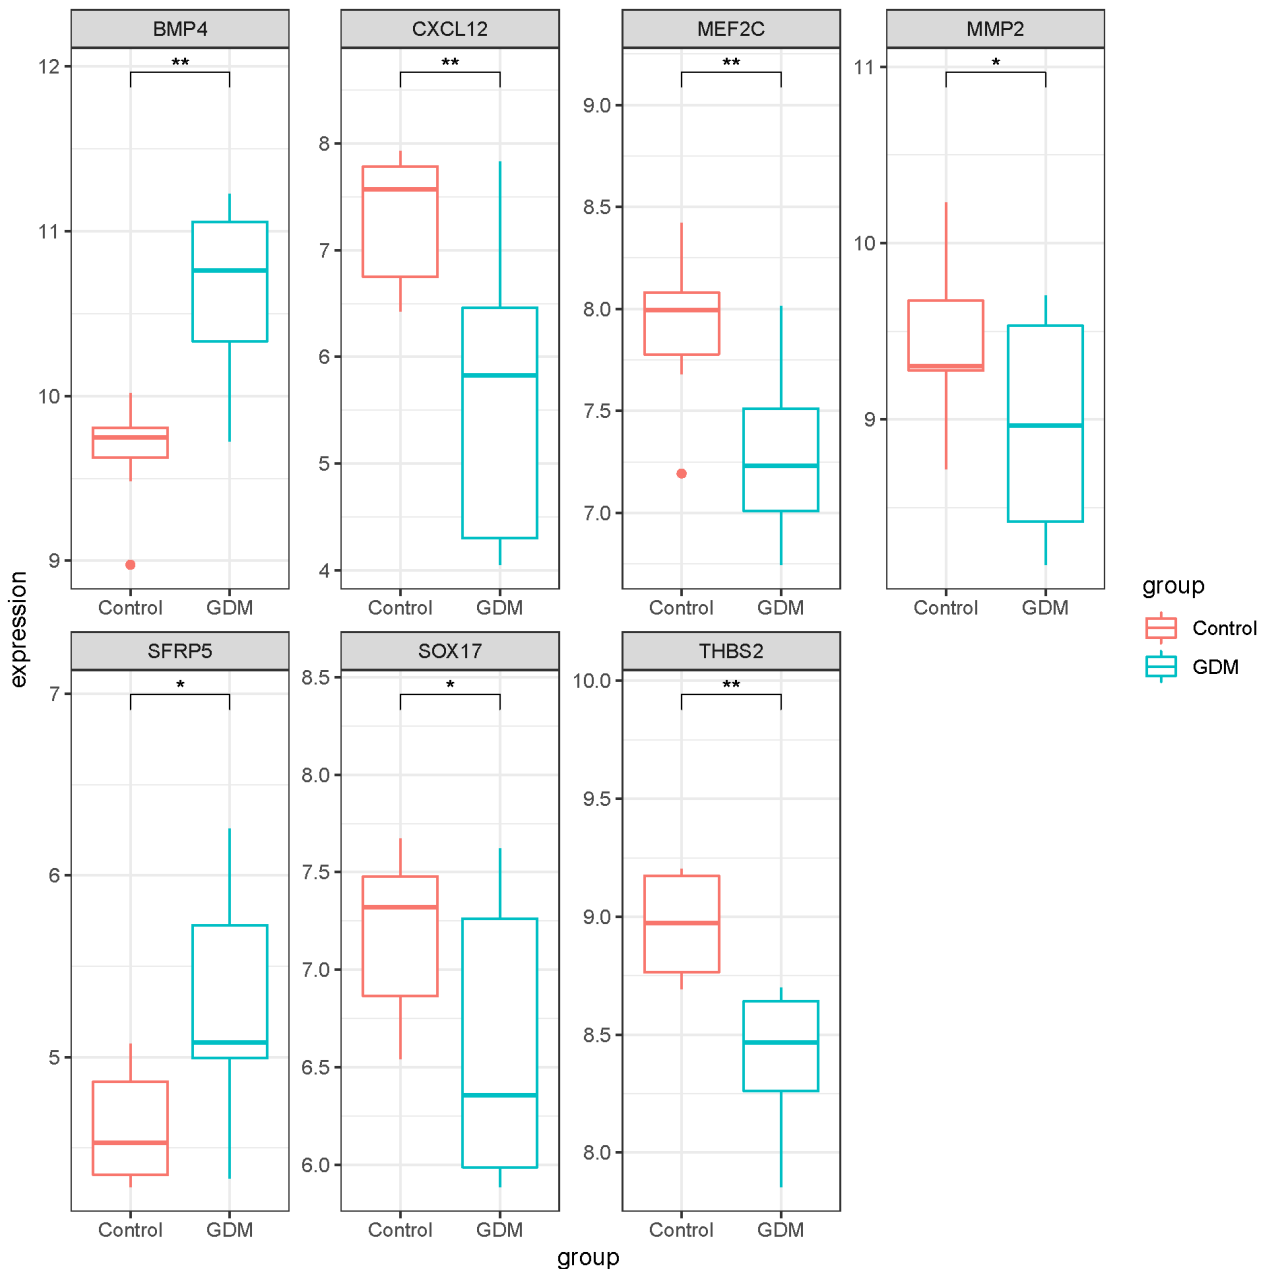 BMP4
CXCL12
MEF2C
MMP2
12
11
10
9
**
Control
GDM
8
7
6
5
4
**
Control
GDM
9.0
8.5
8.0
7.5
7.0
**
Control
GDM
11
10
9
*
Control
GDM
expression
SFRP5
SOX17
THBS2
7
6
5
*
Control
GDM
8.5
8.0
7.5
7.0
6.5
6.0
*
Control
GDM
10.0
9.5
9.0
8.5
8.0
**
Control
GDM
group
group
Control
GDM